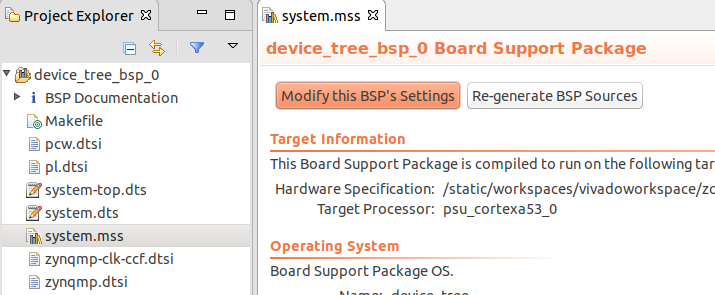 Project Explorer
device_tree_bsp_0
BSP Documentation
Makefile
pcw.dtsi
pl.dtsi
system-top.dts
system.dts
system.mss
zynqmp-clk-ccf.dtsi
zynqmp.dtsi
system.mss
device_tree_bsp_0 Board Support Package
Modify this BSP's Settings
Re-generate BSP Sources
Target Information
This Board Support Package is compiled to run on the following tar
Hardware Specification: /static/workspaces/vivadoworkspace/zc
Target Processor: psu_cortexa53_0
Operating System
Board Support Package OS.
Name: device_tree